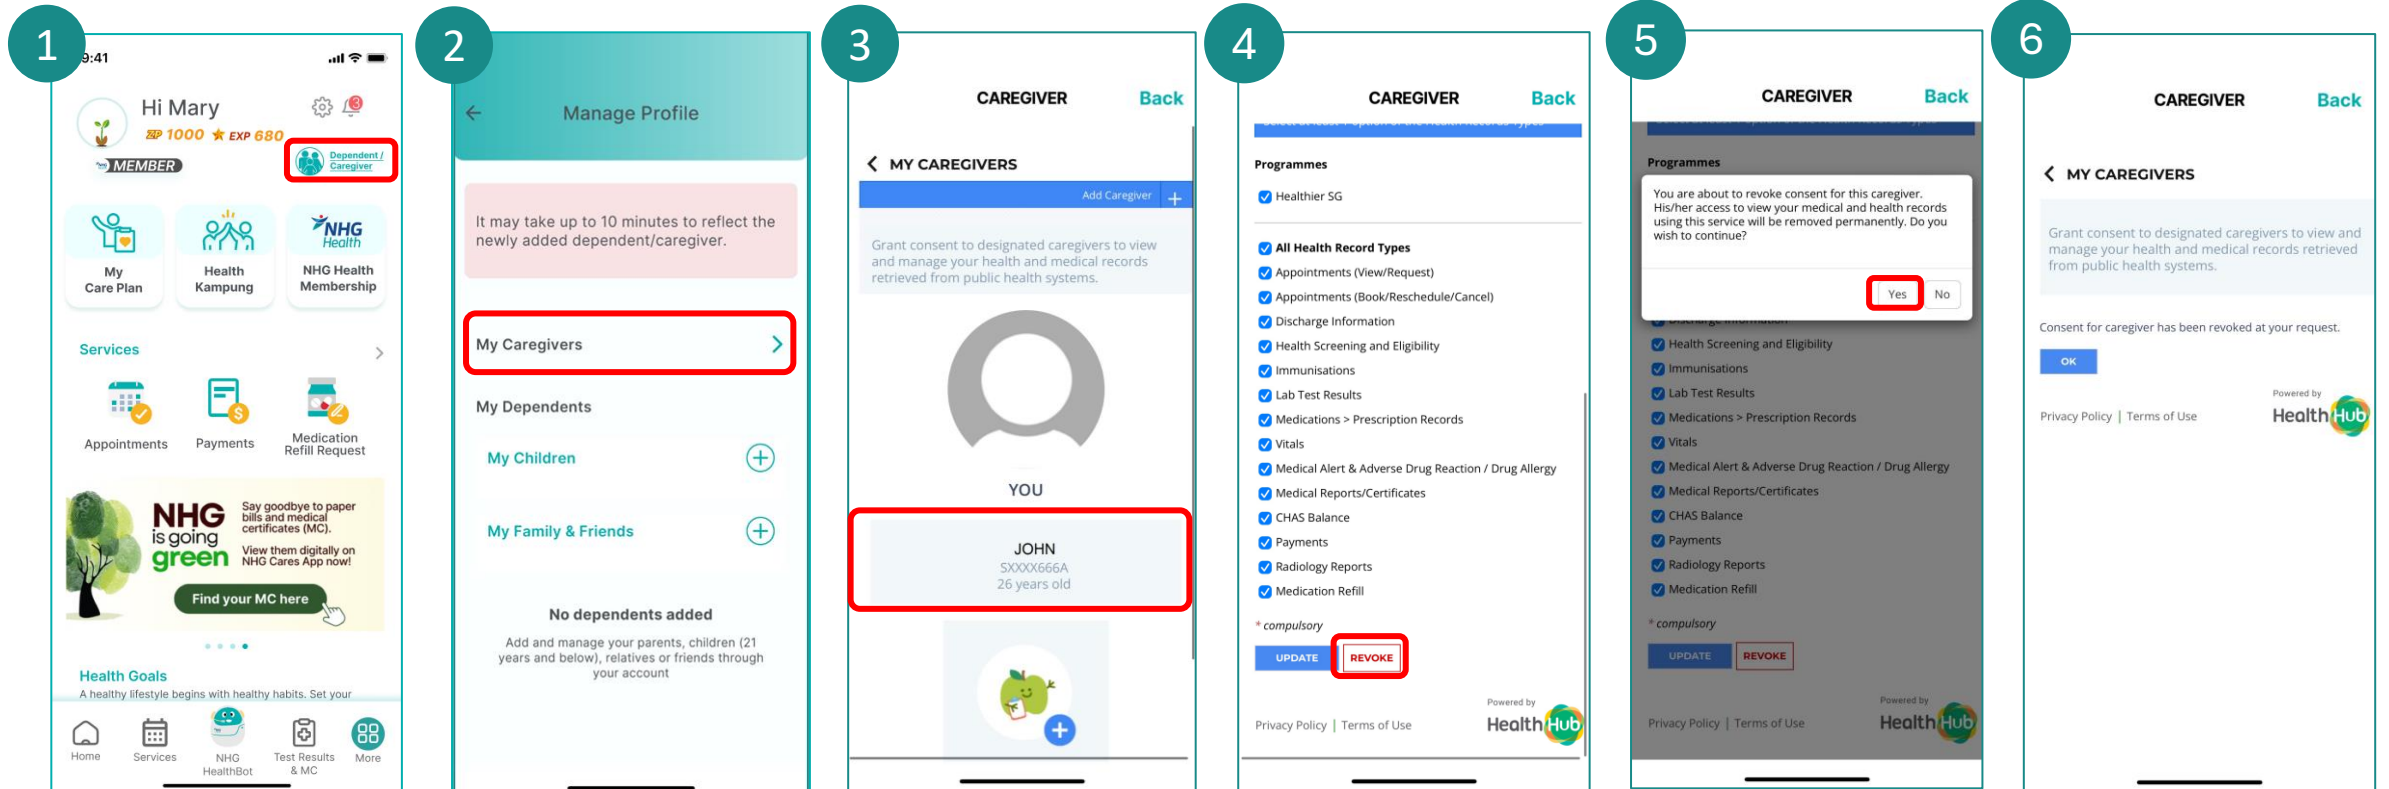 1
9:41
Hi Mary
3
ZP 1000 EXP 680
MEMBER
Dependent /
Caregiver
My
Care Plan
Health
Kampung
NHG
Health
NHG Health
Membership
Services
Appointments
Payments
Medication
Refill Request
NHG
is going
green
Say goodbye to paper
bills and medical
certificates (MC).
View them digitally on
NHG Cares App now!
Find your MC here
Health Goals
A healthy lifestyle begins with healthy habits. Set your
Home
Services
NHG
HealthBot
Test Results
& MC
More
2
Manage Profile
It may take up to 10 minutes to reflect the
newly added dependent/caregiver.
My Caregivers
My Dependents
My Children
My Family & Friends
No dependents added
Add and manage your parents, children (21
years and below), relatives or friends through
your account
3
CAREGIVER
Back
MY CAREGIVERS
Add Caregiver
Grant consent to designated caregivers to view
and manage your health and medical records
retrieved from public health systems.
YOU
JOHN
SXXXX666A
26 years old
4
CAREGIVER
Back
Programmes
Healthier SG
All Health Record Types
Appointments (View/Request)
Appointments (Book/Reschedule/Cancel)
Discharge Information
Health Screening and Eligibility
Immunisations
Lab Test Results
Medications > Prescription Records
Vitals
Medical Alert & Adverse Drug Reaction / Drug Allergy
Medical Reports/Certificates
CHAS Balance
Payments
Radiology Reports
Medication Refill
* compulsory
UPDATE
REVOKE
Powered by
HealthHub
Privacy Policy | Terms of Use
5
CAREGIVER
Back
Programmes
You are about to revoke consent for this caregiver.
His/her access to view your medical and health records
using this service will be removed permanently. Do you
wish to continue?
Yes
No
Discharge Information
Health Screening and Eligibility
Immunisations
Lab Test Results
Medications > Prescription Records
Vitals
Medical Alert & Adverse Drug Reaction / Drug Allergy
Medical Reports/Certificates
CHAS Balance
Payments
Radiology Reports
Medication Refill
* compulsory
UPDATE
REVOKE
Powered by
HealthHub
Privacy Policy | Terms of Use
6
CAREGIVER
Back
MY CAREGIVERS
Grant consent to designated caregivers to view and
manage your health and medical records retrieved
from public health systems.
Consent for caregiver has been revoked at your request.
OK
Powered by
HealthHub
Privacy Policy | Terms of Use